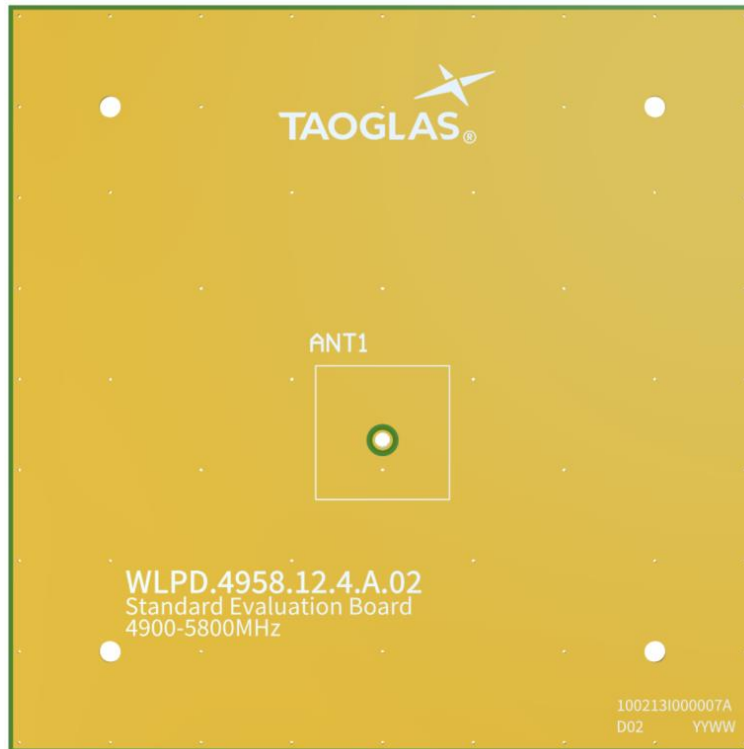 TAOGLAS®
ANT1
WLPD.4958.12.4.A.02
Standard Evaluation Board
4900-5800MHz
100213I000007A
D02 YYWW